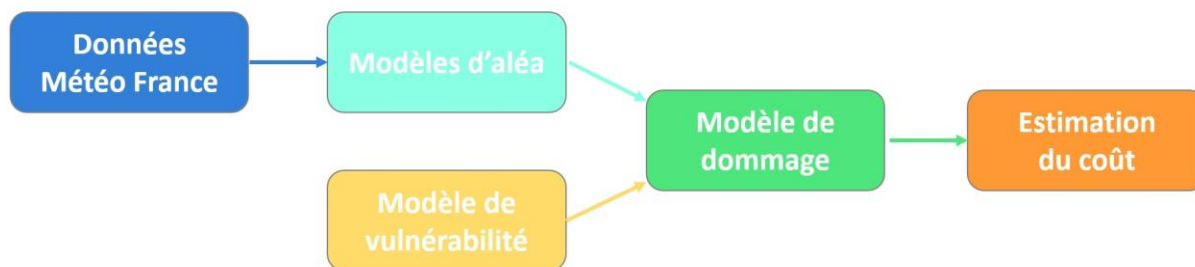 Données
Météo France
Modèles d’aléa
Modèle de
vulnérabilité
Modèle de
dommage
Estimation
du coût